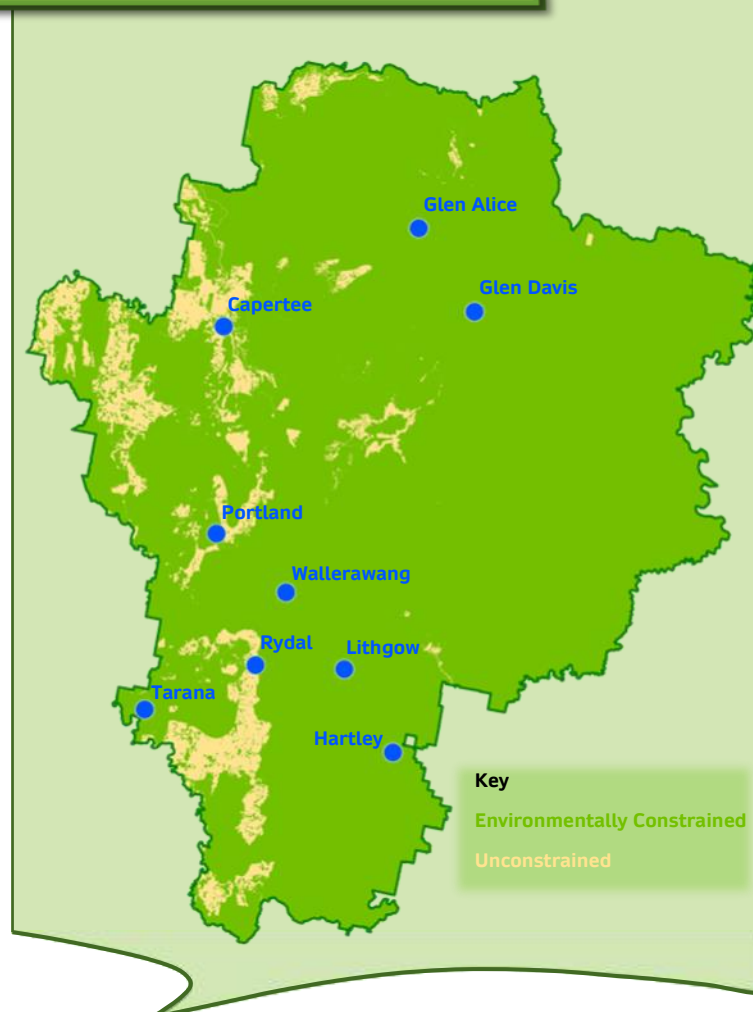 Glen Alice
Glen Davis
Capertee
Portland
Wallerawang
Rydal
Lithgow
Tarana
Hartley
Key
Environmentally Constrained
Unconstrained